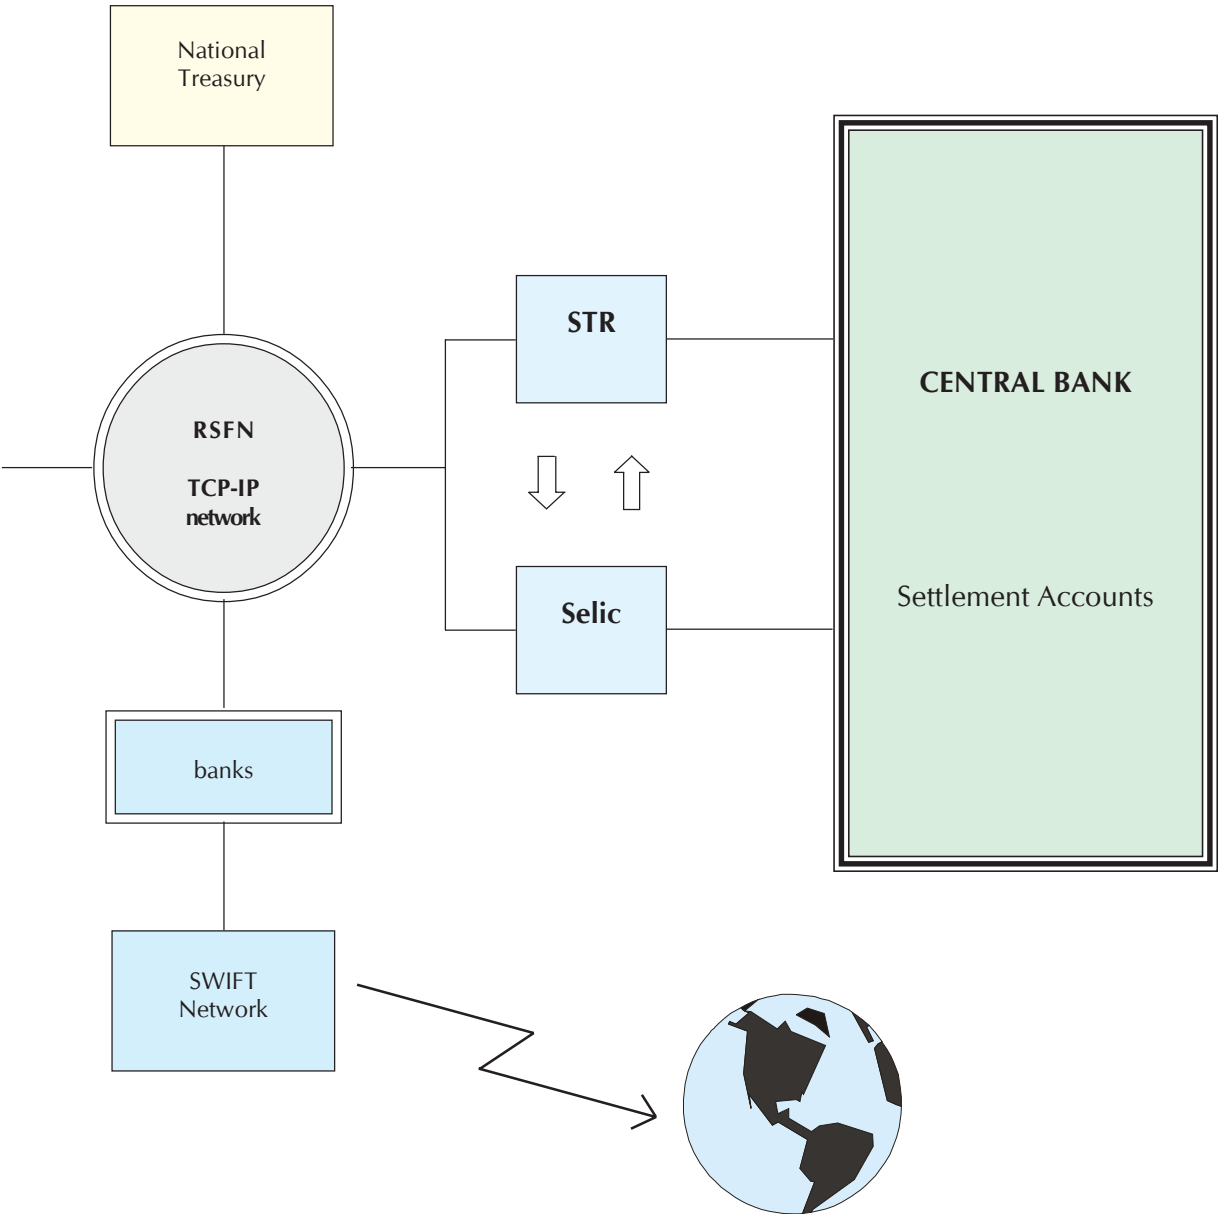 National
Treasury
STR
CENTRAL BANK
RSFN
TCP-IP
network
Settlement Accounts
Selic
banks
SWIFT
Network